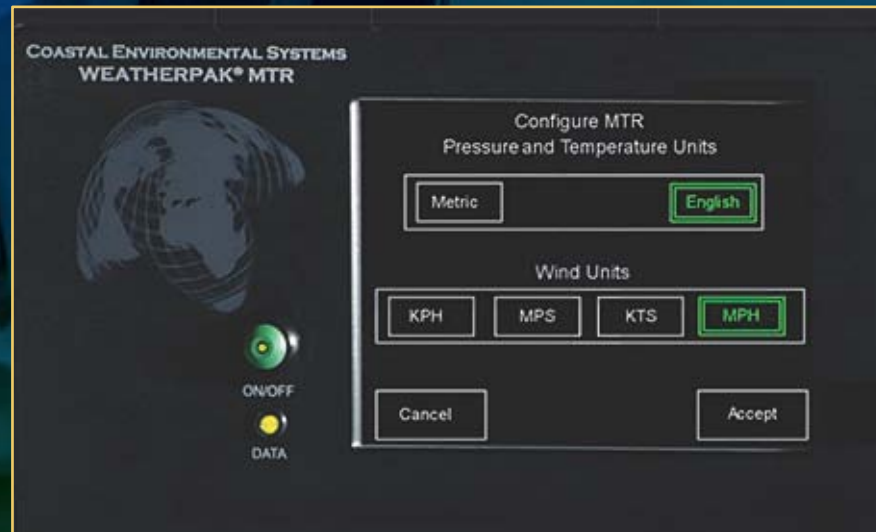 COASTAL ENVIRONMENTAL SYSTEMS
WEATHERPAK® MTR
Configure MTR
Pressure and Temperature Units
Metric English
Wind Units
KPH MPS KTS MPH
Cancel Accept
ON/OFF
DATA